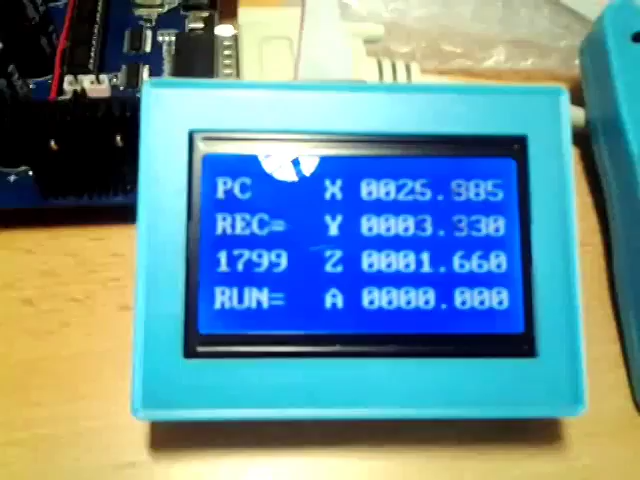 PC X 0025.985
REC= Y 0003.330
1799 Z 0001.660
RUN= A 0000.000